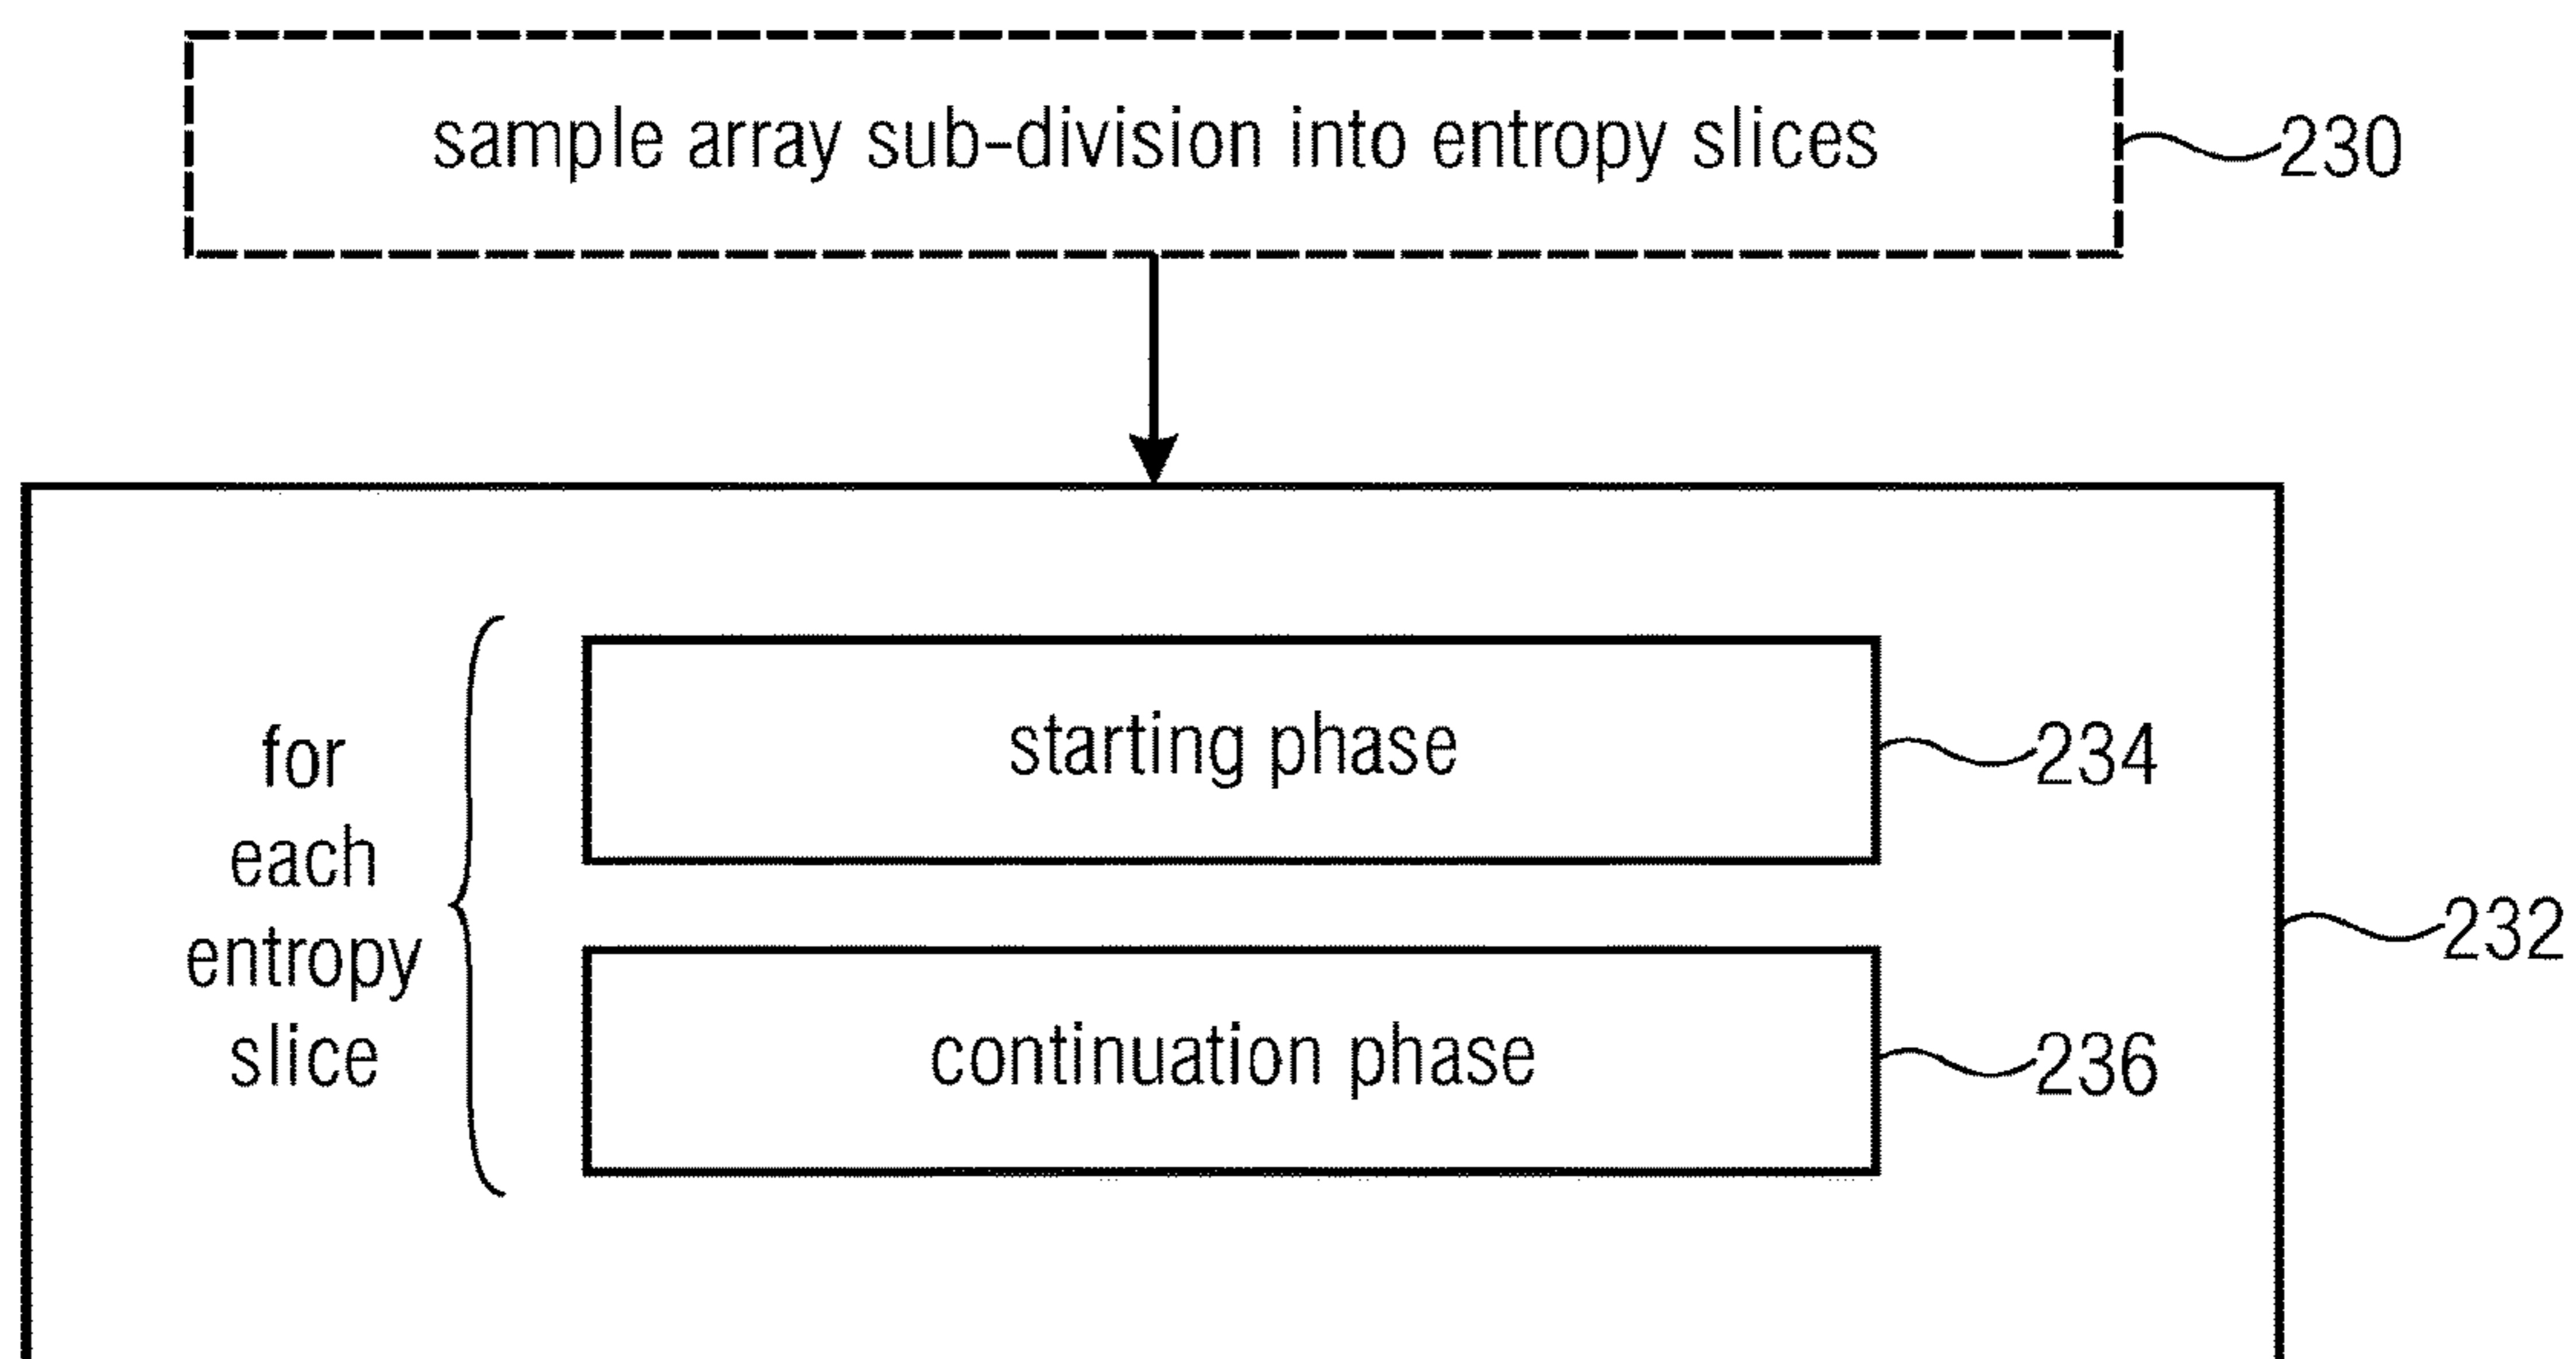 sample array sub-division into entropy slices
230
for
each
entropy
slice
starting phase
234
continuation phase
236
232